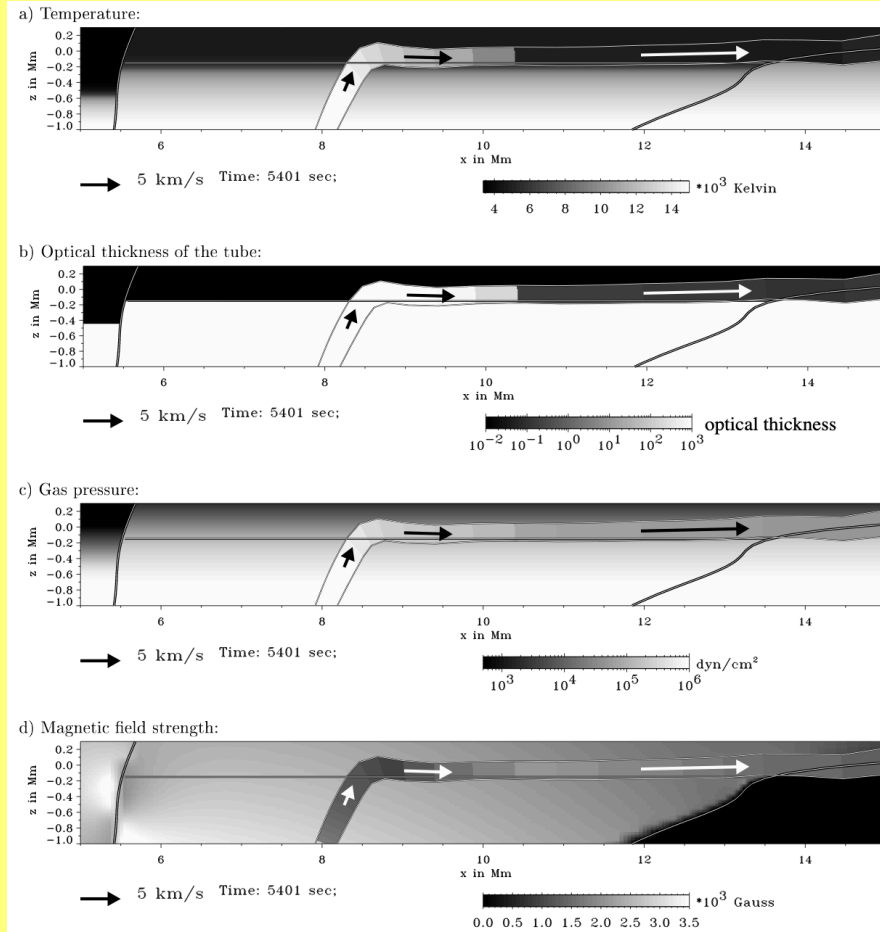 a) Temperature:
z in Mm
0.2
0.0
−0.2
−0.4
−0.6
−0.8
−1.0
6 8 10 12 14
x in Mm
5 km/s Time: 5401 sec;
*10³ Kelvin
4 6 8 10 12 14
b) Optical thickness of the tube:
z in Mm
0.2
0.0
−0.2
−0.4
−0.6
−0.8
−1.0
6 8 10 12 14
x in Mm
5 km/s Time: 5401 sec;
optical thickness
10⁻² 10⁻¹ 10⁰ 10¹ 10² 10³
c) Gas pressure:
z in Mm
0.2
0.0
−0.2
−0.4
−0.6
−0.8
−1.0
6 8 10 12 14
x in Mm
5 km/s Time: 5401 sec;
dyn/cm²
10³ 10⁴ 10⁵ 10⁶
d) Magnetic field strength:
z in Mm
0.2
0.0
−0.2
−0.4
−0.6
−0.8
−1.0
6 8 10 12 14
x in Mm
5 km/s Time: 5401 sec;
*10³ Gauss
0.0 0.5 1.0 1.5 2.0 2.5 3.0 3.5